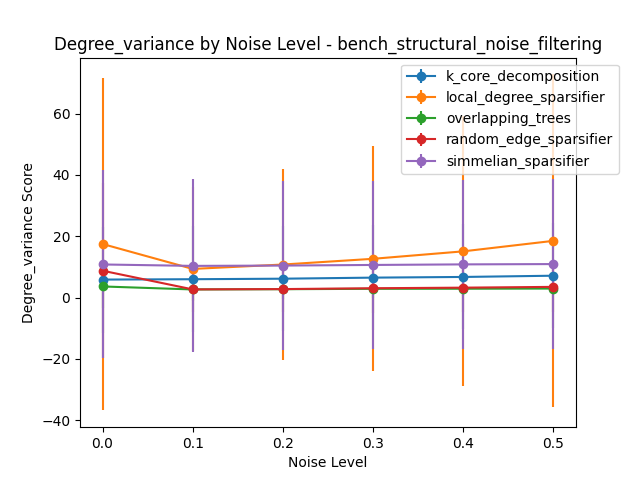 Degree_variance by Noise Level - bench_structural_noise_filtering
k_core_decomposition
local_degree_sparsifier
overlapping_trees
random_edge_sparsifier
simmelian_sparsifier
Degree_variance Score
60
40
20
0
−20
−40
0.0 0.1 0.2 0.3 0.4 0.5
Noise Level